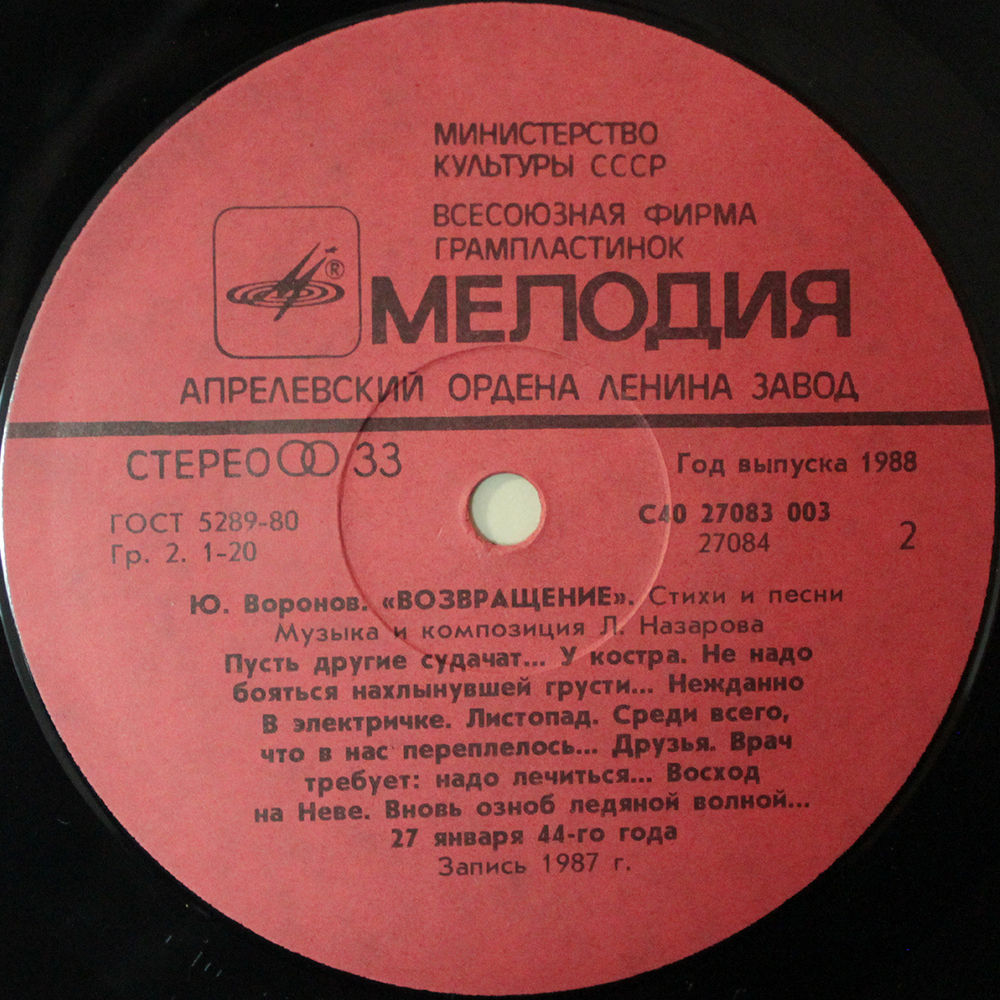 МИНИСТЕРСТВО
КУЛЬТУРЫ СССР
ВСЕСОЮЗНАЯ ФИРМА
ГРАМПЛАСТИНОК
®
МЕЛОДИЯ
АПРЕЛЕВСКИЙ ОРДЕНА ЛЕНИНА ЗАВОД
СТЕРЕО 33
Год выпуска 1988
ГОСТ 5289-80
Гр. 2. 1-20
С40 27083 003
27084
2
Ю. Воронов. «ВОЗВРАЩЕНИЕ». Стихи и песни
Музыка и композиция Л. Назарова
Пусть другие судачат... У костра. Не надо
бояться нахлынувшей грусти... Нежданно
В электричке. Листопад. Среди всего,
что в нас переплелось... Друзья. Врач
требует: надо лечиться... Восход
на Неве. Вновь озноб ледяной волной...
27 января 44-го года
Запись 1987 г.